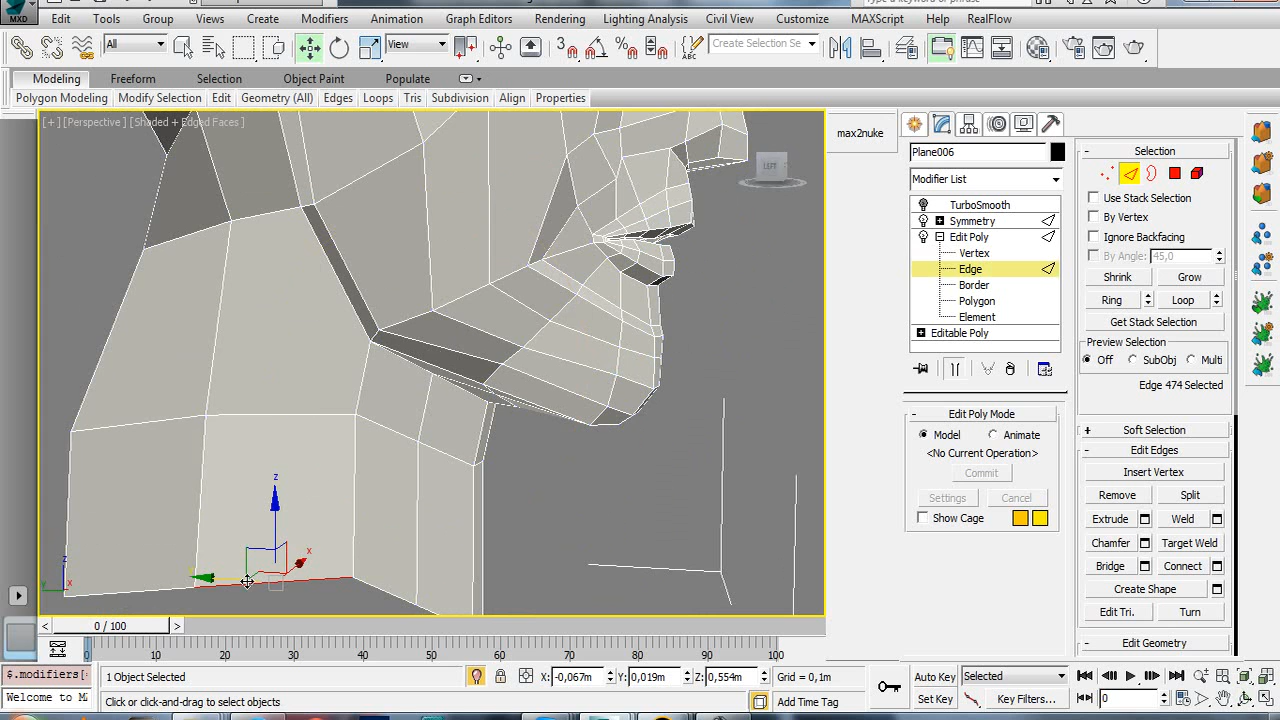 MXD
Edit Tools Group Views Create Modifiers Animation Graph Editors Rendering Lighting Analysis Civil View Customize MAXScript Help RealFlow
All View 3 Create Selection Se ABC
Modeling Freeform Selection Object Paint Populate
Polygon Modeling Modify Selection Edit Geometry (All) Edges Loops Tris Subdivision Align Properties
[+] [Perspective] [Shaded + Edged Faces]
LEFT
z
x
z
y x
max2nuke
Plane006
Modifier List
TurboSmooth
Symmetry
Edit Poly
Vertex
Edge
Border
Polygon
Element
Editable Poly
- Edit Poly Mode
Model Animate
<No Current Operation>
Commit
Settings Cancel
Show Cage
- Selection
Use Stack Selection
By Vertex
Ignore Backfacing
By Angle: 45,0
Shrink Grow
Ring Loop
Get Stack Selection
Preview Selection
Off SubObj Multi
Edge 474 Selected
+ Soft Selection
- Edit Edges
Insert Vertex
Remove Split
Extrude Weld
Chamfer Target Weld
Bridge Connect
Create Shape
Edit Tri. Turn
- Edit Geometry
< 0 / 100 >
0 10 20 30 40 50 60 70 80 90 100
$.modifiers[
Welcome to M
1 Object Selected
Click or click-and-drag to select objects
X: -0,067m Y: 0,019m Z: 0,554m Grid = 0,1m
Add Time Tag
Auto Key Selected
Set Key Key Filters...
0